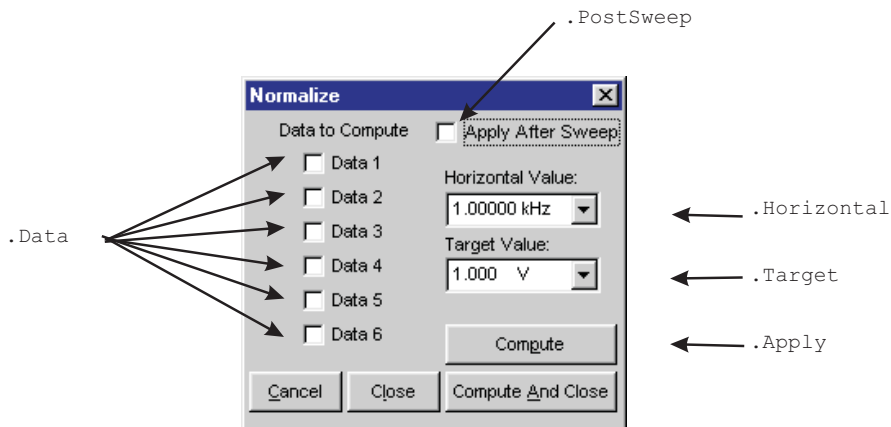 .PostSweep
Normalize
Data to Compute
Apply After Sweep
Data 1
Data 2
Data 3
Data 4
Data 5
Data 6
.Data
Horizontal Value:
1.00000 kHz
.Horizontal
Target Value:
1.000 V
.Target
Compute
.Apply
Cancel
Close
Compute And Close